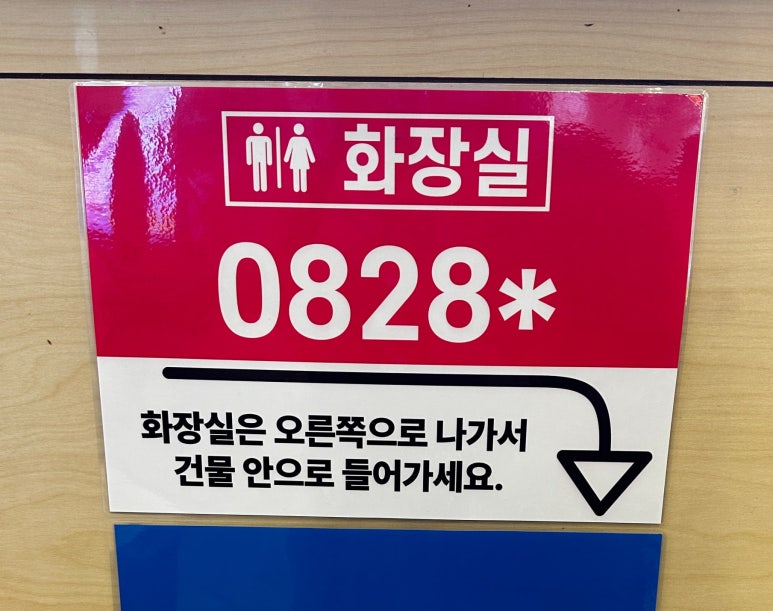 화장실
0828*
화장실은 오른쪽으로 나가서
건물 안으로 들어가세요.